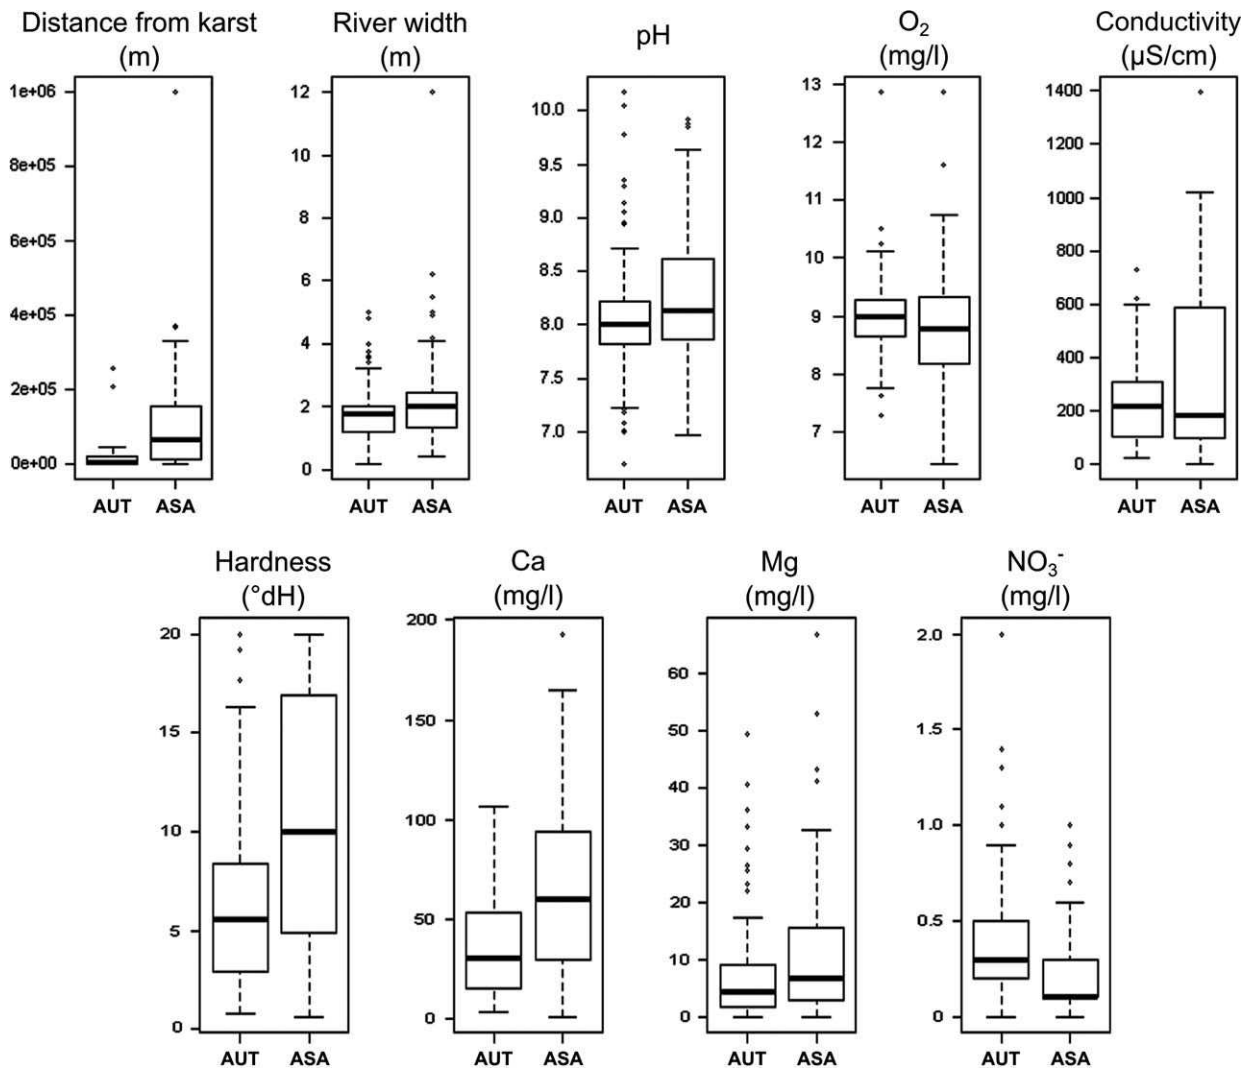 Distance from karst
(m)
1e+06
8e+05
6e+05
4e+05
2e+05
0e+00
AUT ASA
River width
(m)
12
10
8
6
4
2
0
AUT ASA
pH
10.0
9.5
9.0
8.5
8.0
7.5
7.0
AUT ASA
O₂
(mg/l)
13
12
11
10
9
8
7
AUT ASA
Conductivity
(µS/cm)
1400
1200
1000
800
600
400
200
0
AUT ASA
Hardness
(°dH)
20
15
10
5
0
AUT ASA
Ca
(mg/l)
200
150
100
50
0
AUT ASA
Mg
(mg/l)
60
50
40
30
20
10
0
AUT ASA
NO₃⁻
(mg/l)
2.0
1.5
1.0
0.5
0
AUT ASA